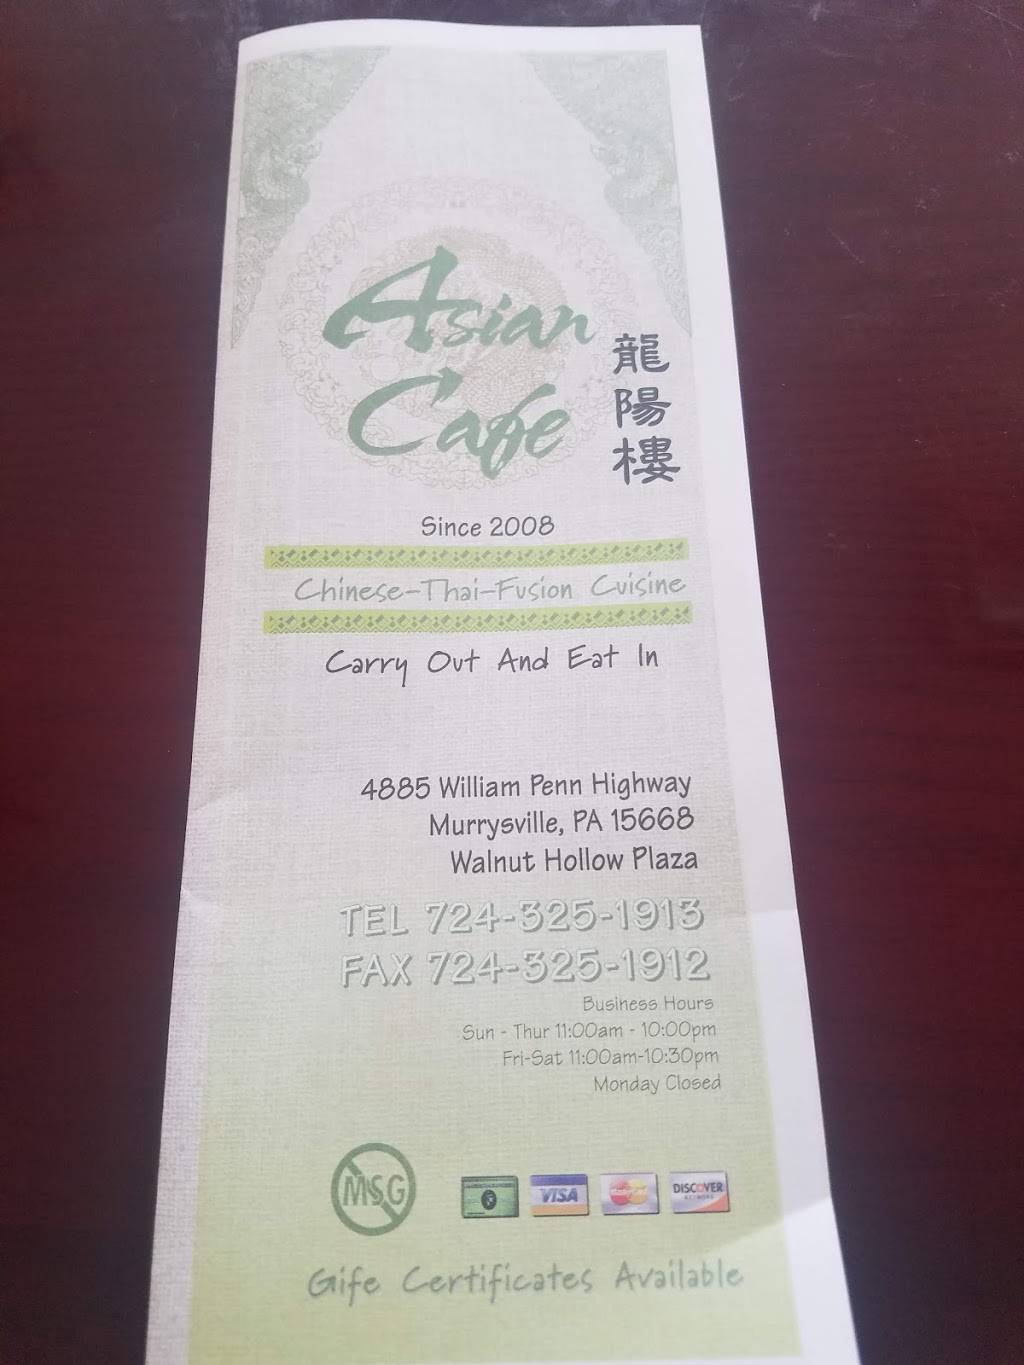 Asian
Cafe
龍陽樓
Since 2008
Chinese-Thai-Fusion Cuisine
Carry Out And Eat In
4885 William Penn Highway
Murrysville, PA 15668
Walnut Hollow Plaza
TEL 724-325-1913
FAX 724-325-1912
Business Hours
Sun - Thur 11:00am - 10:00pm
Fri-Sat 11:00am-10:30pm
Monday Closed
MSG
VISA
MasterCard
DISCOVER
NETWORK
Gife Certificates Available